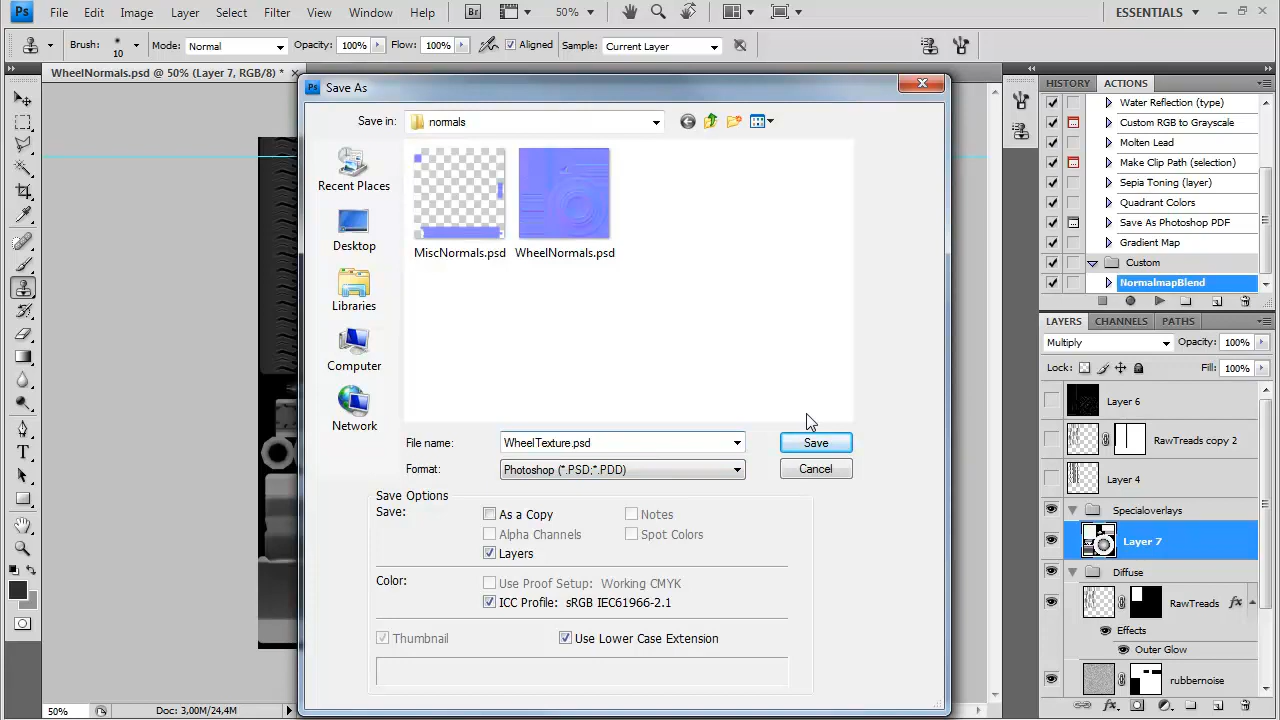 Ps File Edit Image Layer Select Filter View Window Help Br 50% ESSENTIALS
Brush: 10 Mode: Normal Opacity: 100% Flow: 100% Aligned Sample: Current Layer
WheelNormals.psd @ 50% (Layer 7, RGB/8) *
Ps Save As
Save in: normals
Recent Places
Desktop
Libraries
Computer
Network
MiscNormals.psd WheelNormals.psd
File name: WheelTexture.psd Save
Format: Photoshop (*.PSD;*.PDD) Cancel
Save Options
Save: As a Copy Notes
Alpha Channels Spot Colors
Layers
Color: Use Proof Setup: Working CMYK
ICC Profile: sRGB IEC61966-2.1
Thumbnail Use Lower Case Extension
HISTORY ACTIONS
Water Reflection (type)
Custom RGB to Grayscale
Molten Lead
Make Clip Path (selection)
Sepia Toning (layer)
Quadrant Colors
Save As Photoshop PDF
Gradient Map
Custom
NormalmapBlend
LAYERS CHANNELS PATHS
Multiply Opacity: 100%
Lock: Fill: 100%
Layer 6
RawTreads copy 2
Layer 4
Specialoverlays
Layer 7
Diffuse
RawTreads fx
Effects
Outer Glow
rubbernoise
50% Doc: 3,00M/24,4M